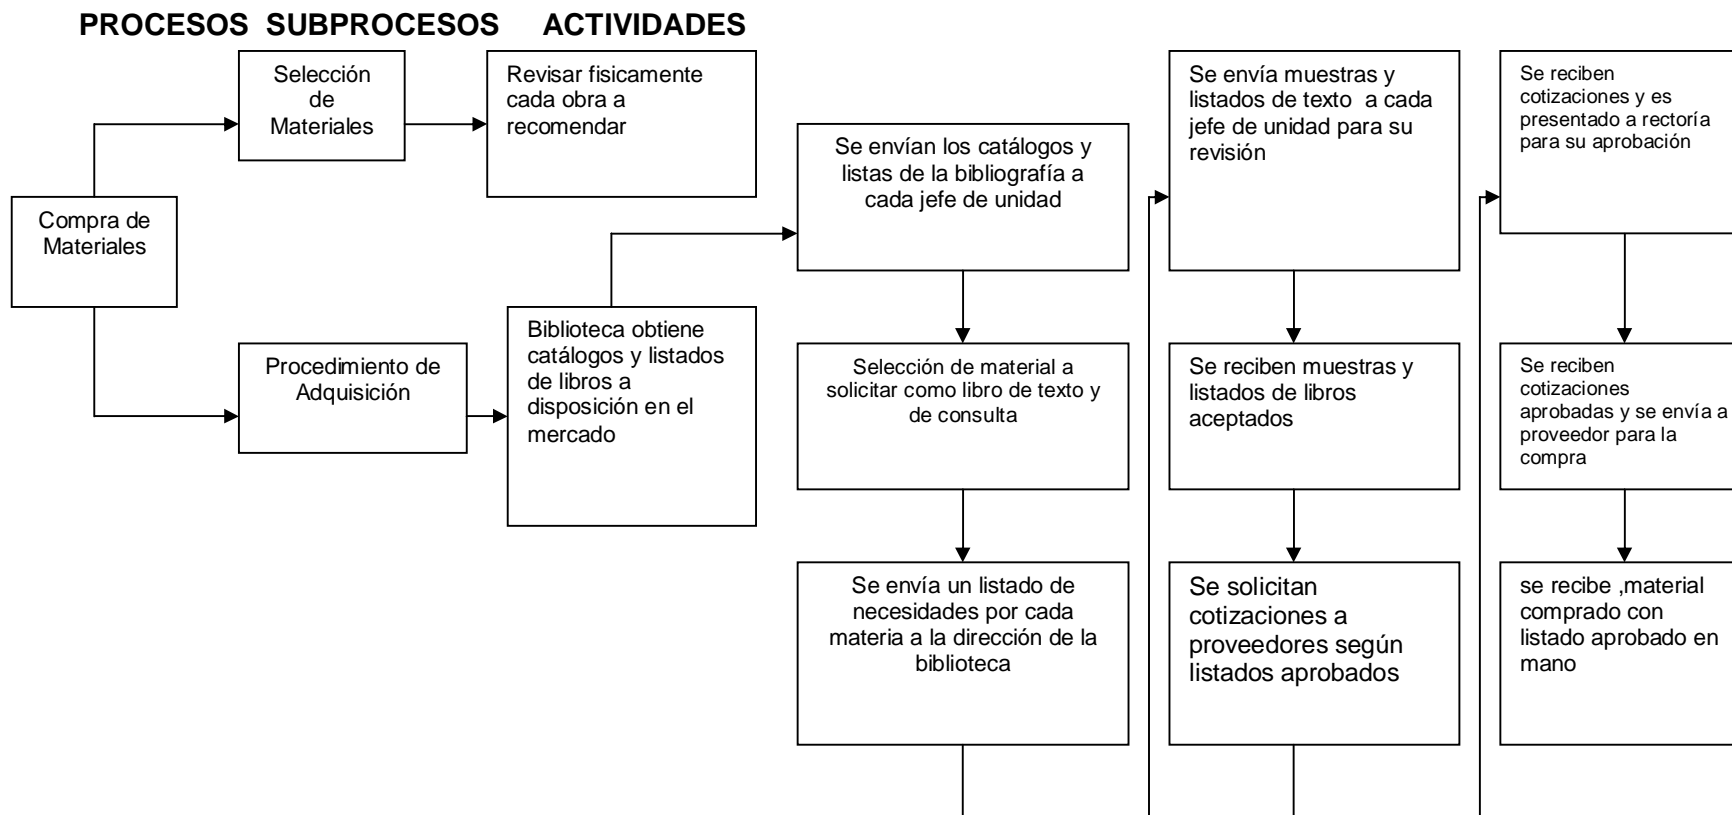 PROCESOS SUBPROCESOS ACTIVIDADES
Compra de
Materiales
Selección
de
Materiales
Revisar fisicamente
cada obra a
recomendar
Procedimiento de
Adquisición
Biblioteca obtiene
catálogos y listados
de libros a
disposición en el
mercado
Se envían los catálogos y
listas de la bibliografía a
cada jefe de unidad
Selección de material a
solicitar como libro de texto y
de consulta
Se envía un listado de
necesidades por cada
materia a la dirección de la
biblioteca
Se envía muestras y
listados de texto a cada
jefe de unidad para su
revisión
Se reciben muestras y
listados de libros
aceptados
Se solicitan
cotizaciones a
proveedores según
listados aprobados
Se reciben
cotizaciones y es
presentado a rectoría
para su aprobación
Se reciben
cotizaciones
aprobadas y se envía a
proveedor para la
compra
se recibe ,material
comprado con
listado aprobado en
mano